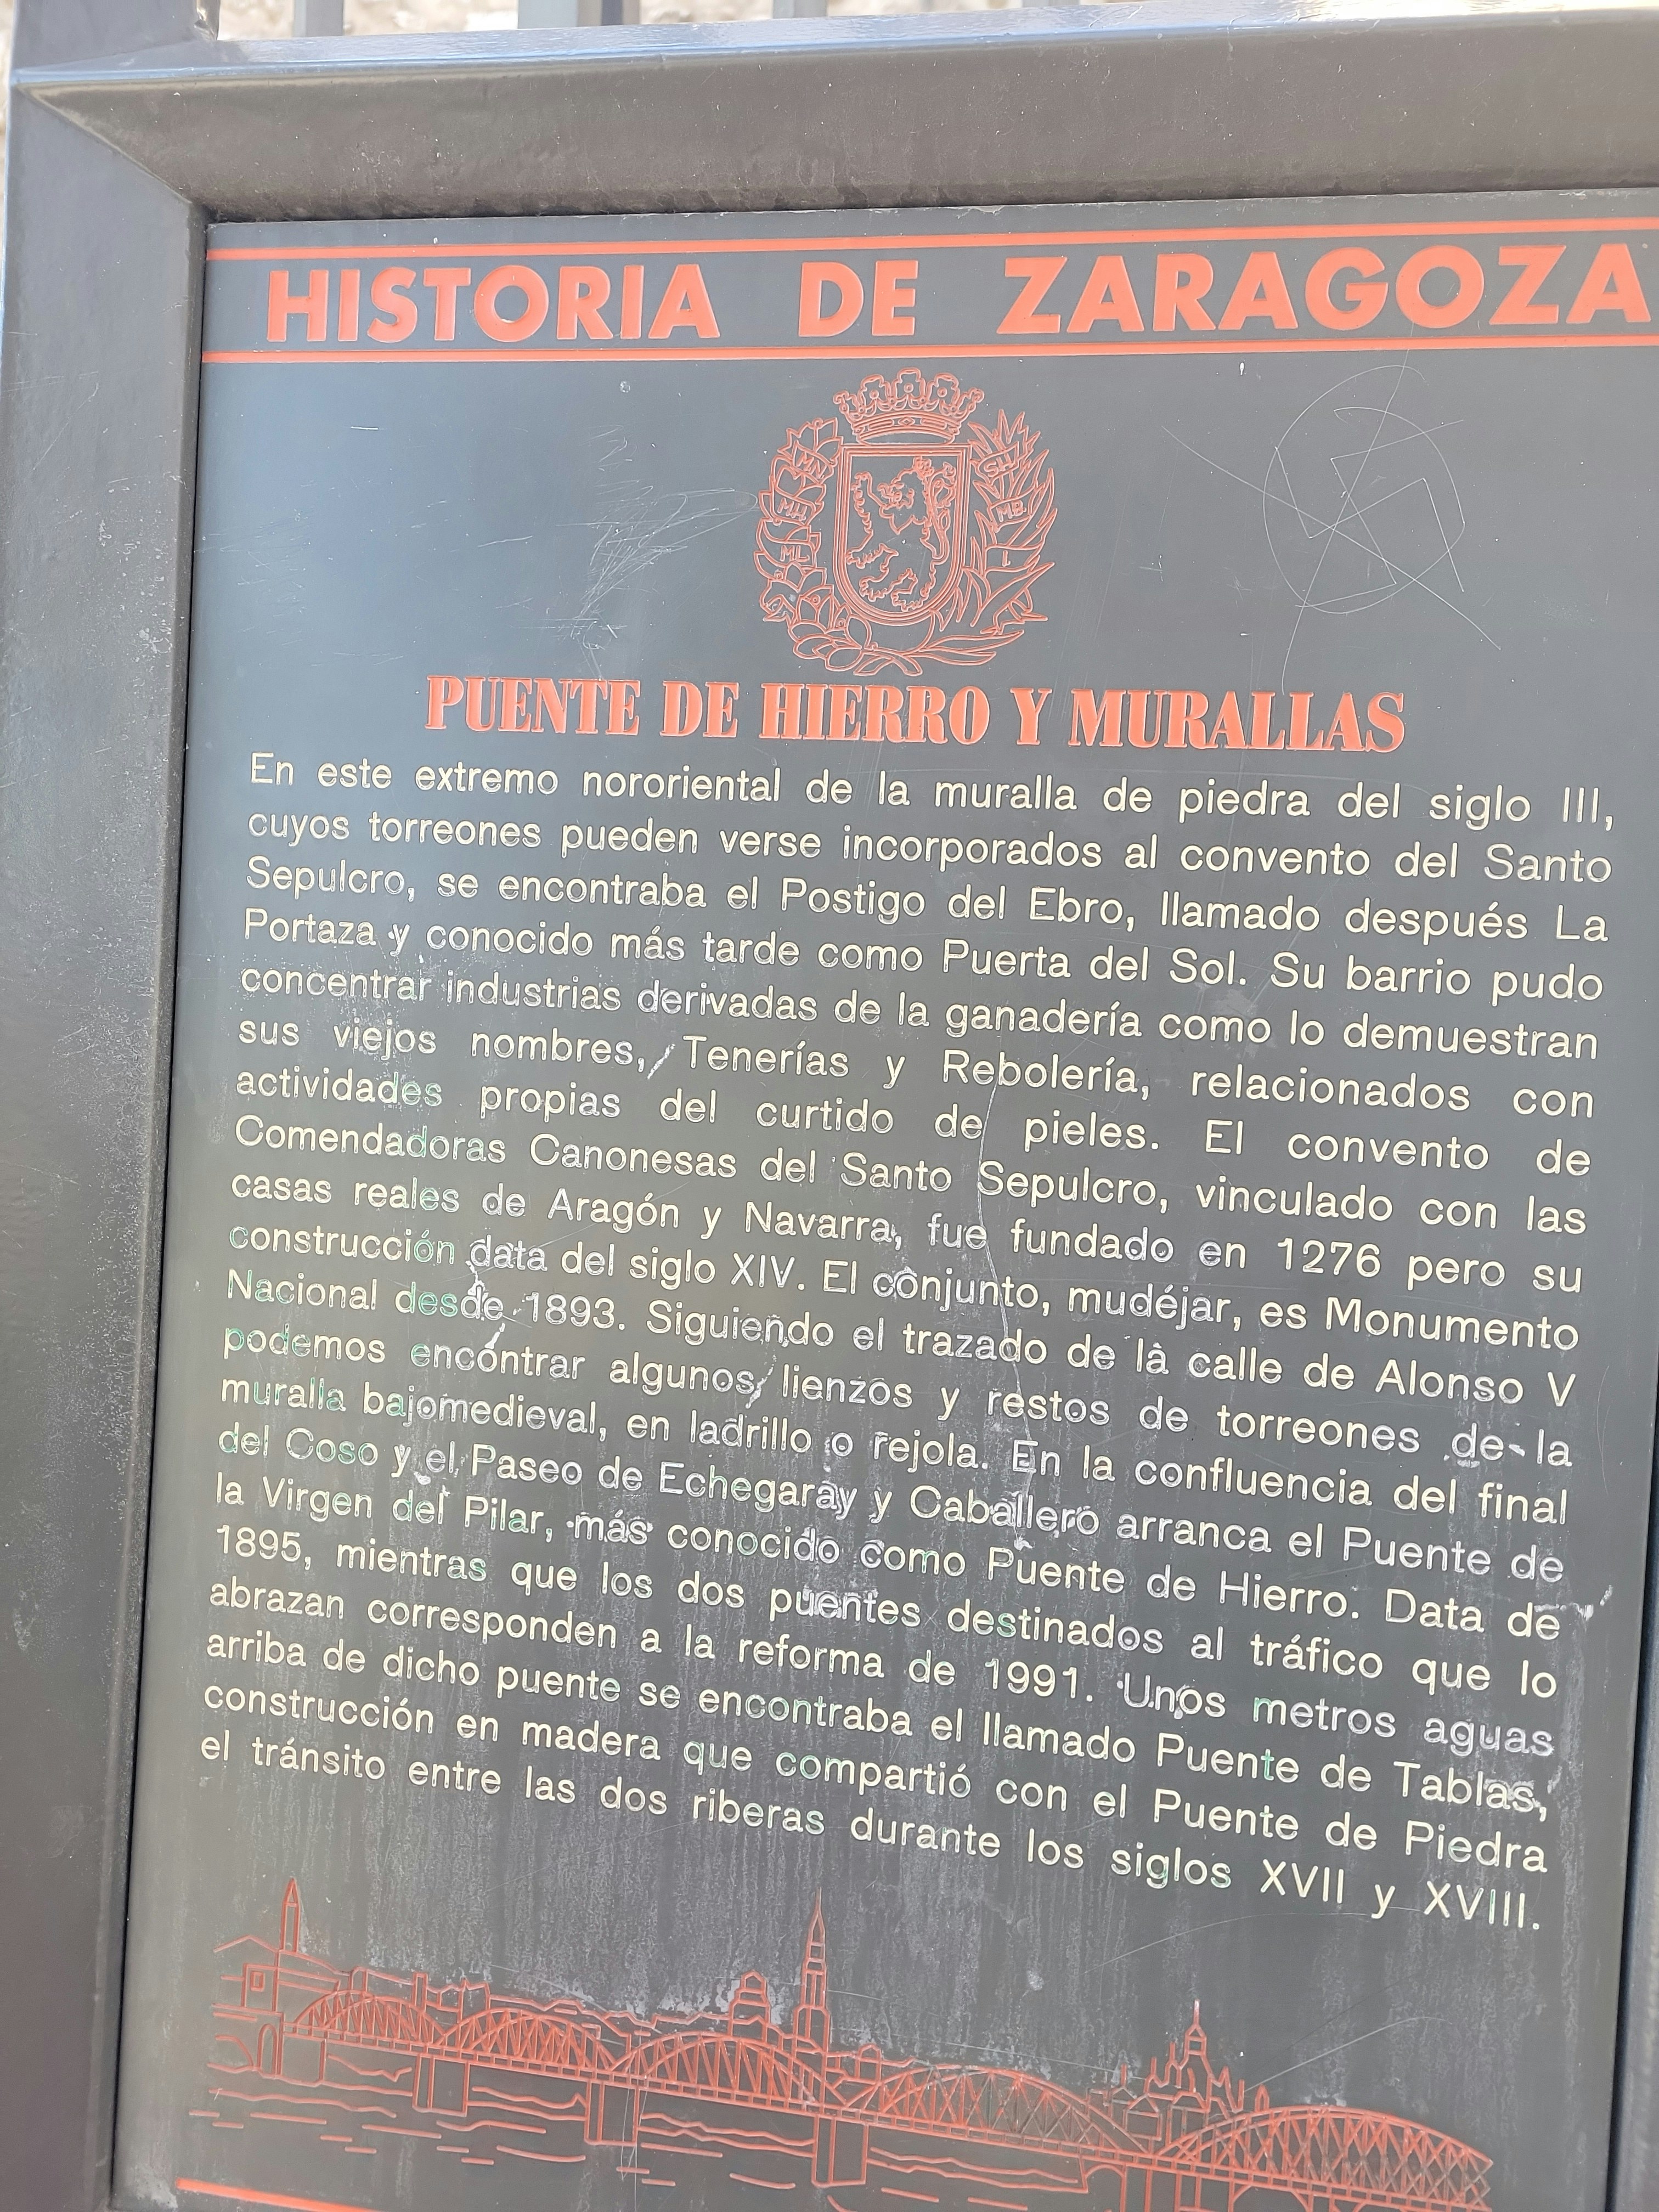 HISTORIA DE ZARAGOZA
MN
SH
MH
MB
ML
I
PUENTE DE HIERRO Y MURALLAS
En este extremo nororiental de la muralla de piedra del siglo III,
cuyos torreones pueden verse incorporados al convento del Santo
Sepulcro, se encontraba el Postigo del Ebro, llamado después La
Portaza y conocido más tarde como Puerta del Sol. Su barrio pudo
concentrar industrias derivadas de la ganadería como lo demuestran
sus viejos nombres, Tenerías y Rebolería, relacionados con
actividades propias del curtido de pieles. El convento de
Comendadoras Canonesas del Santo Sepulcro, vinculado con las
casas reales de Aragón y Navarra, fue fundado en 1276 pero su
construcción data del siglo XIV. El conjunto, mudéjar, es Monumento
Nacional desde 1893. Siguiendo el trazado de la calle de Alonso V
podemos encontrar algunos lienzos y restos de torreones de la
muralla bajomedieval, en ladrillo o rejola. En la confluencia del final
del Coso y el Paseo de Echegaray y Caballero arranca el Puente de
la Virgen del Pilar, más conocido como Puente de Hierro. Data de
1895, mientras que los dos puentes destinados al tráfico que lo
abrazan corresponden a la reforma de 1991. Unos metros aguas
arriba de dicho puente se encontraba el llamado Puente de Tablas,
construcción en madera que compartió con el Puente de Piedra
el tránsito entre las dos riberas durante los siglos XVII y XVIII.